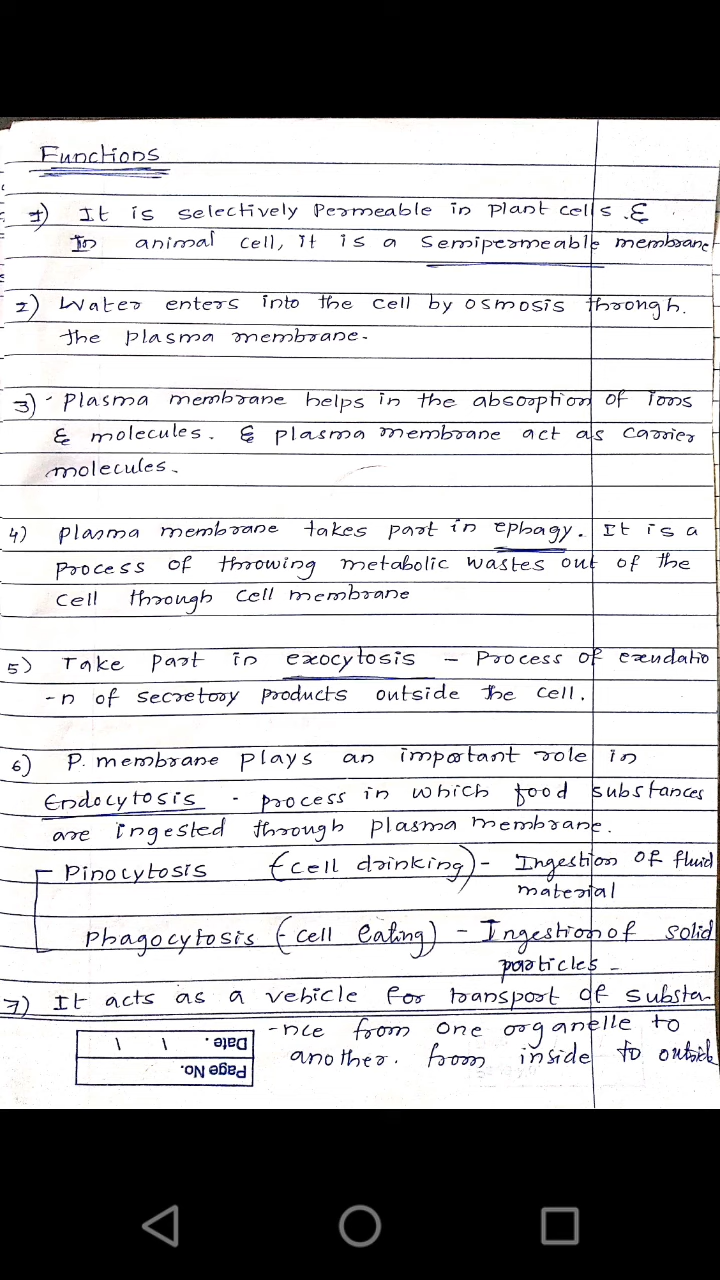 Functions
1) It is selectively Permeable in plant cells. &
In animal cell, it is a semipermeable membrane
2) Water enters into the cell by osmosis through.
the plasma membrane.
3) Plasma membrane helps in the absorption of ions
& molecules. & plasma membrane act as carrier
molecules.
4) plasma membrane takes part in ephagy. It is a
process of throwing metabolic wastes out of the
cell through cell membrane
5) Take part in exocytosis - Process of exudatio
-n of secretory products outside the cell.
6) P. membrane plays an important role in
Endocytosis - process in which food substances
are ingested through plasma membrane.
Pinocytosis (cell drinking) - Ingestion of fluid
material
Phagocytosis (cell eating) - Ingestion of solid
particles -
7) It acts as a vehicle for transport of substa
-nce from one organelle to
another. from inside to outside
Page No.
Date :